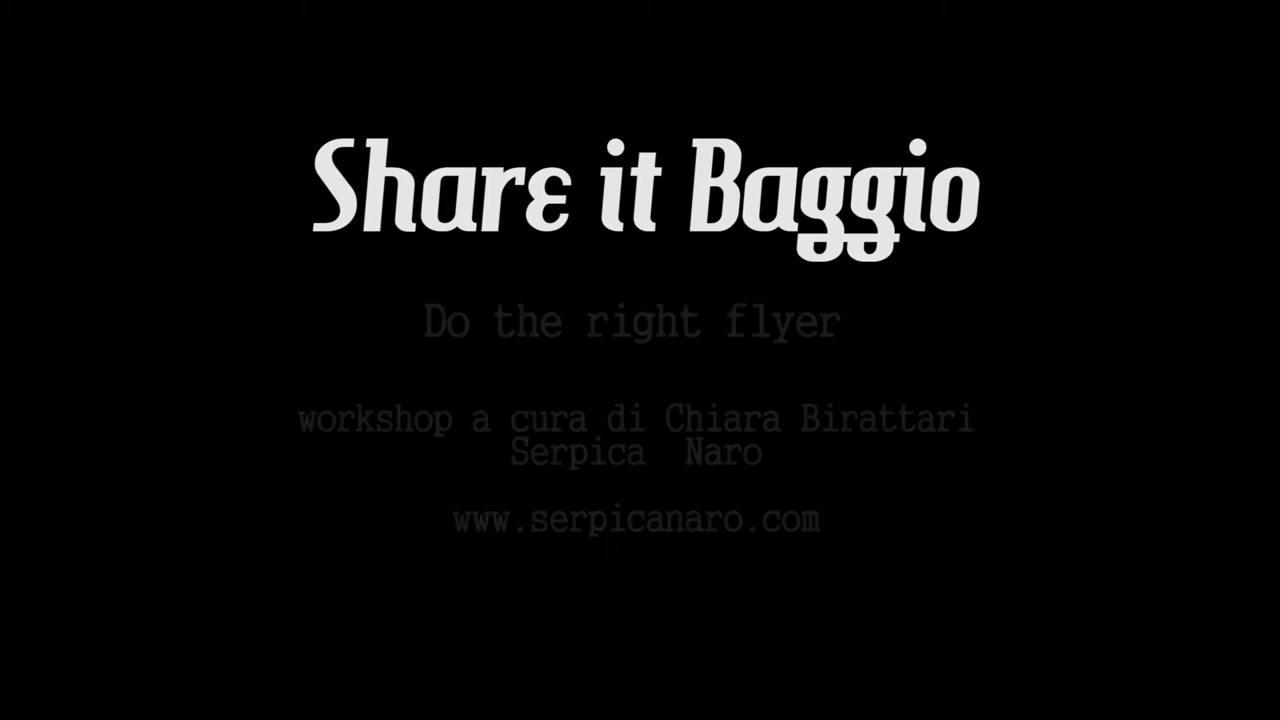 Share it Baggio
Do the right flyer
workshop a cura di Chiara Birattari
Serpica Naro
www.serpicanaro.com